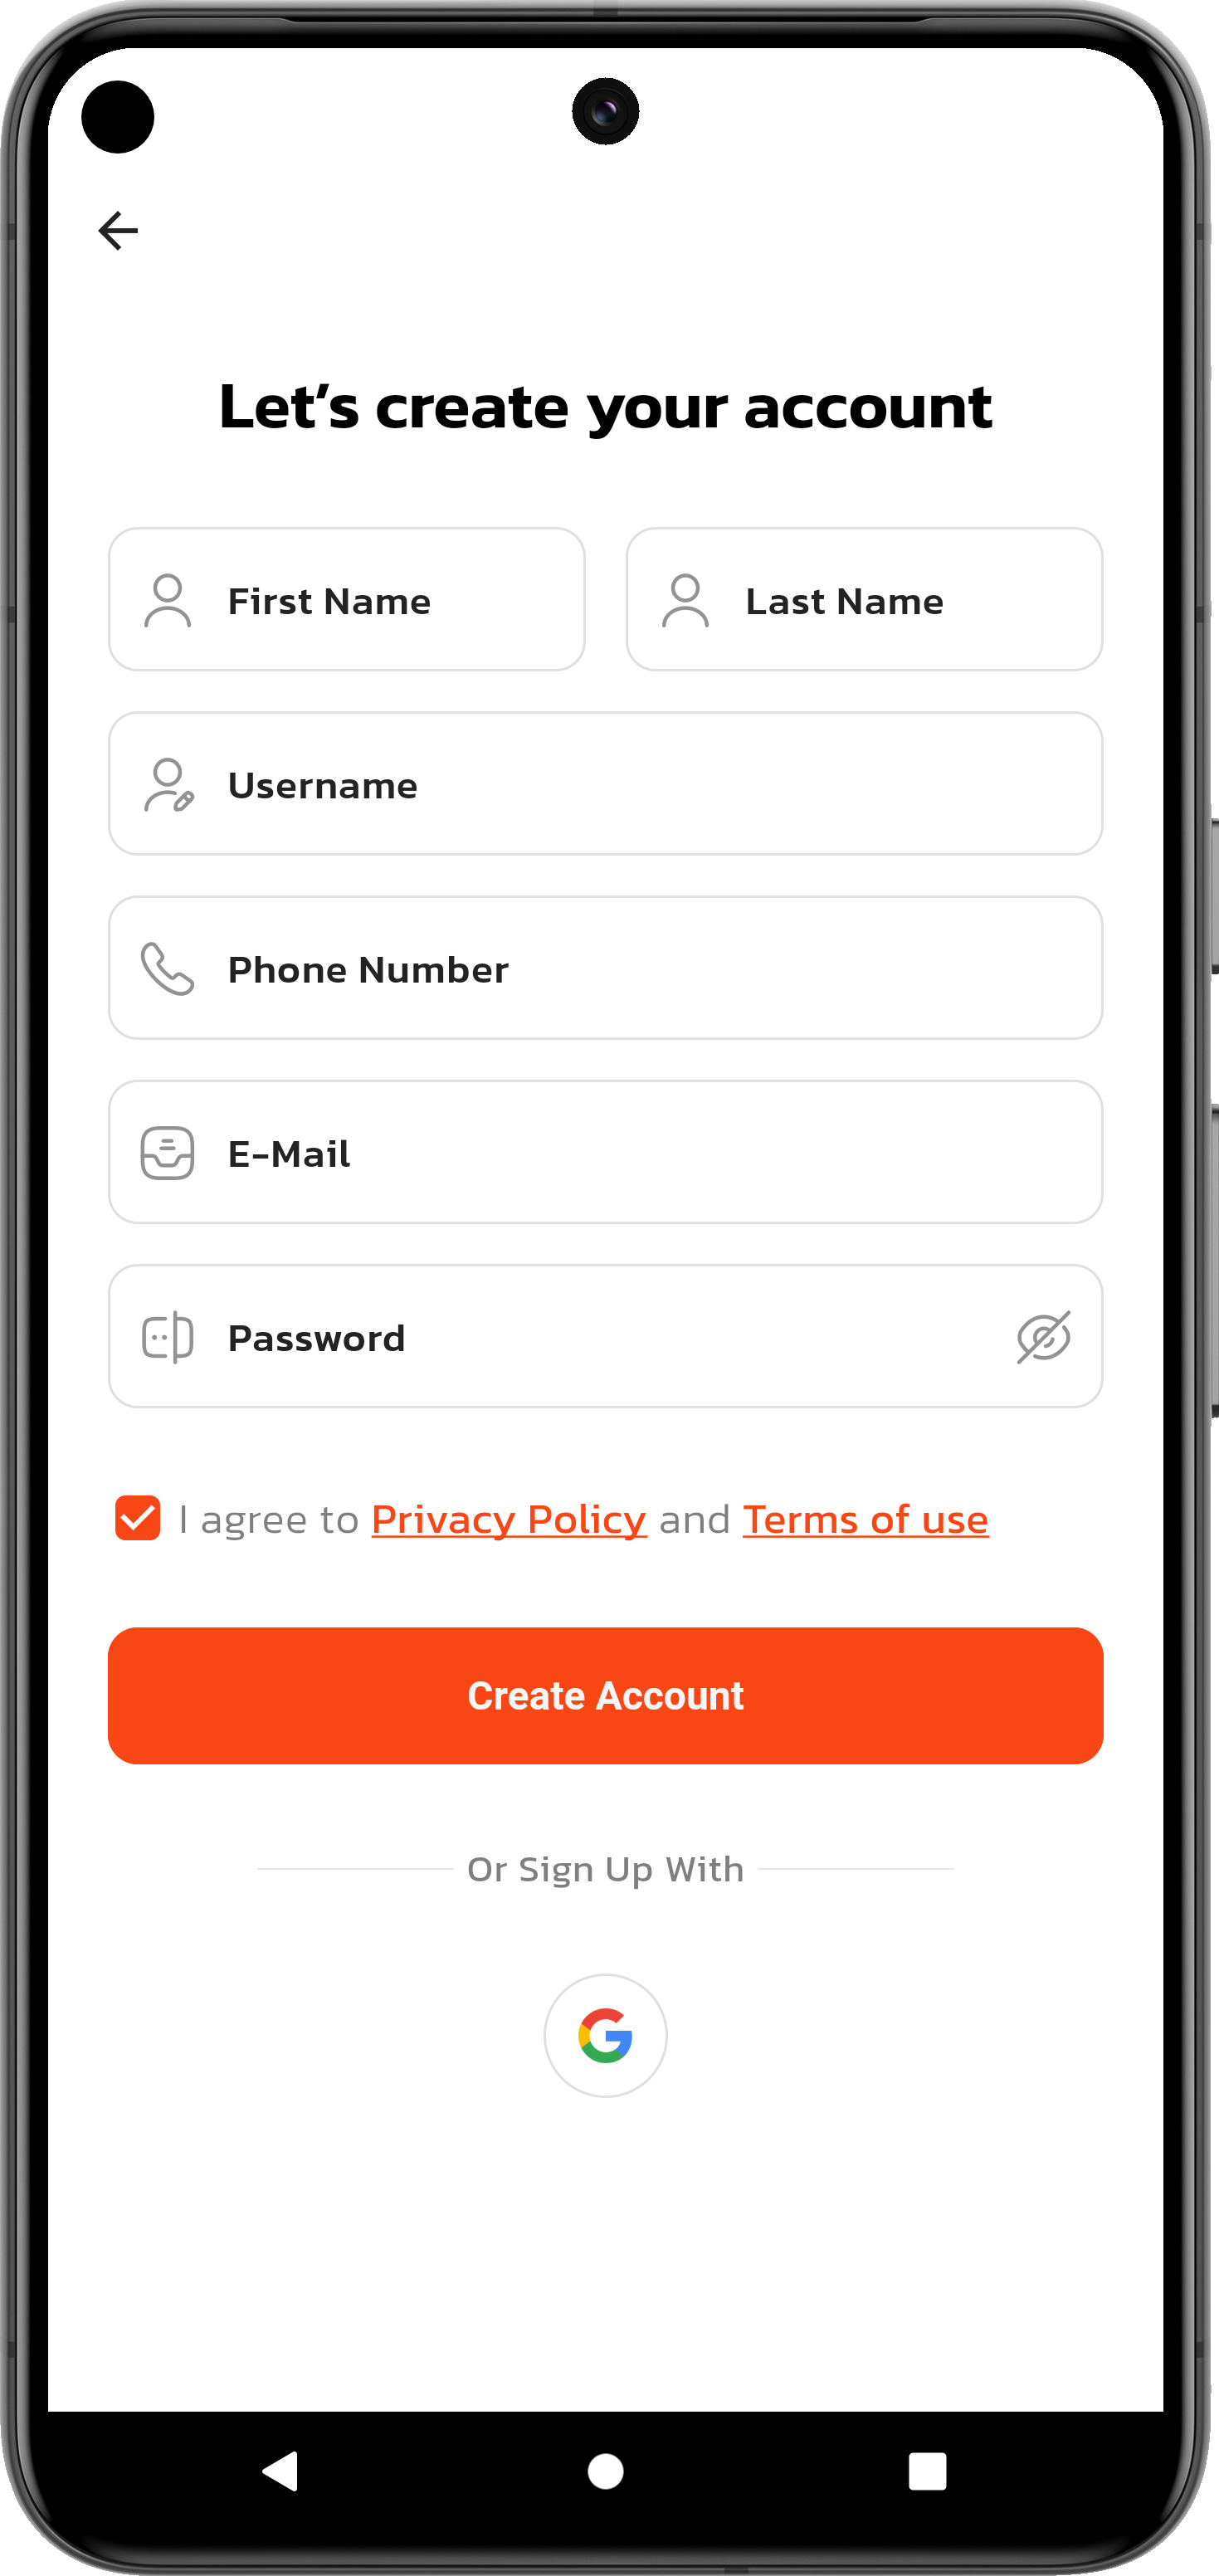 Let’s create your account
First Name
Last Name
Username
Phone Number
E-Mail
Password
I agree to Privacy Policy and Terms of use
Create Account
Or Sign Up With